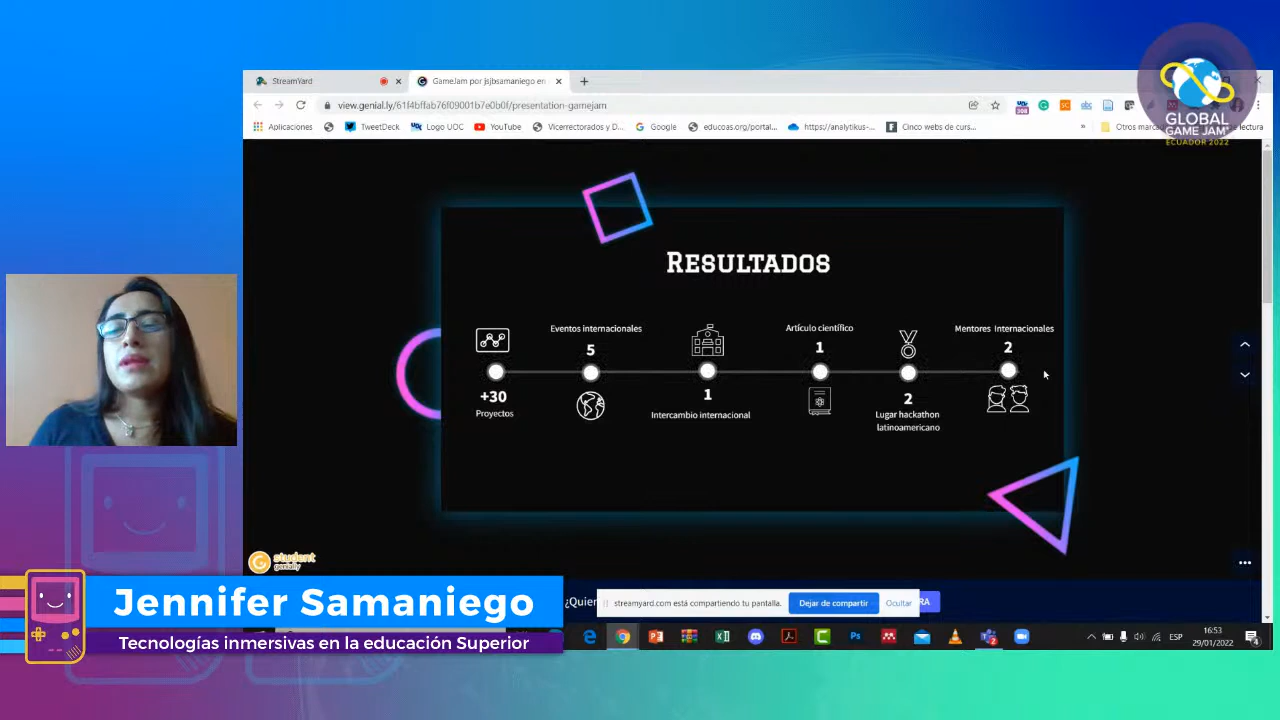 StreamYard
GameJam por jsjbsamaniego en
view.genial.ly/61f4bffab76f09001b7e0b0f/presentation-gamejam
Aplicaciones
TweetDeck
Logo UOC
YouTube
Vicerrectorados y D...
Google
educoas.org/portal...
https://analytikus-...
Cinco webs de curs...
»
Otros
lectura
GLOBAL
GAME JAM
ECUADOR 2022
Resultados
Eventos internacionales
5
Artículo científico
1
Mentores Internacionales
2
+30
Proyectos
1
Intercambio internacional
2
Lugar hackathon
latinoamericano
student
genially
¿Quier
streamyard.com está compartiendo tu pantalla.
Dejar de compartir
Ocultar
RA
Jennifer Samaniego
Tecnologías inmersivas en la educación Superior
ESP
16:53
29/01/2022